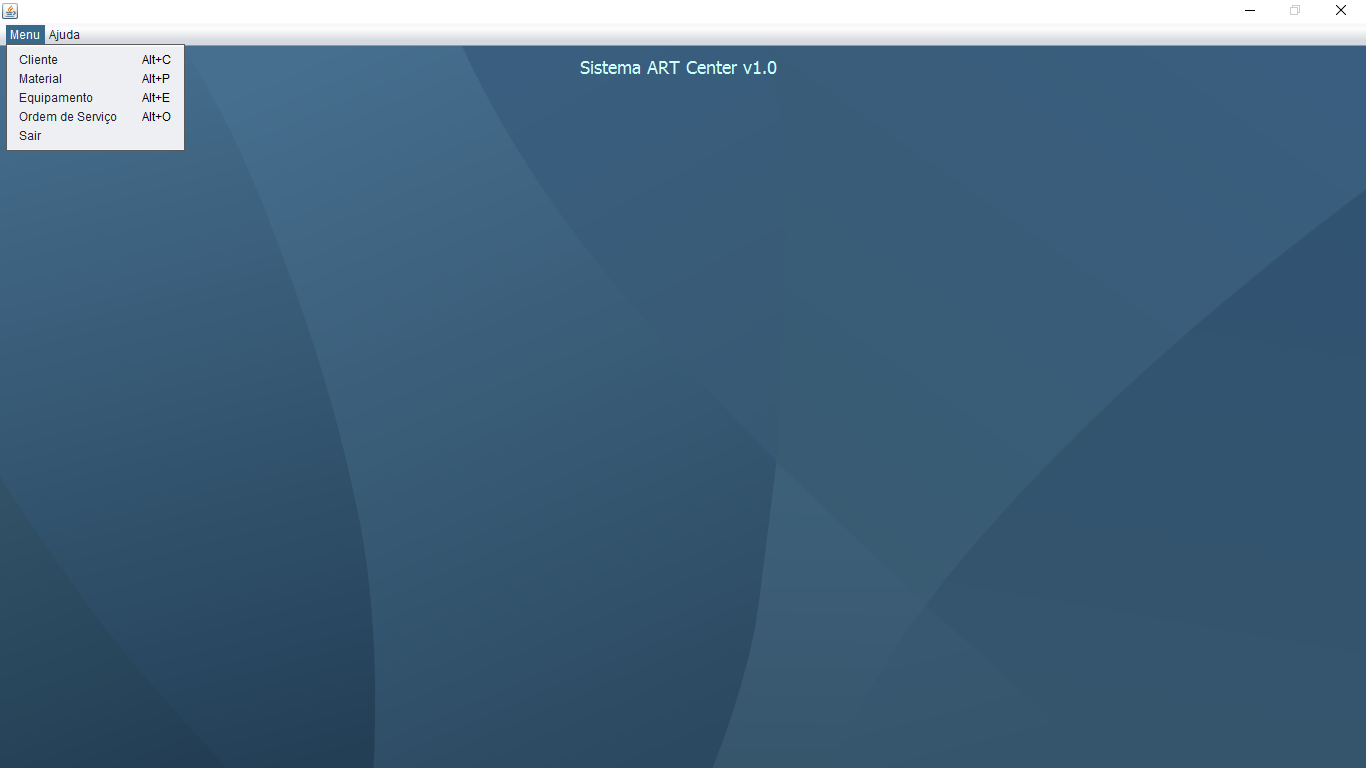 Menu Ajuda
Cliente Alt+C
Material Alt+P
Equipamento Alt+E
Ordem de Serviço Alt+O
Sair
Sistema ART Center v1.0